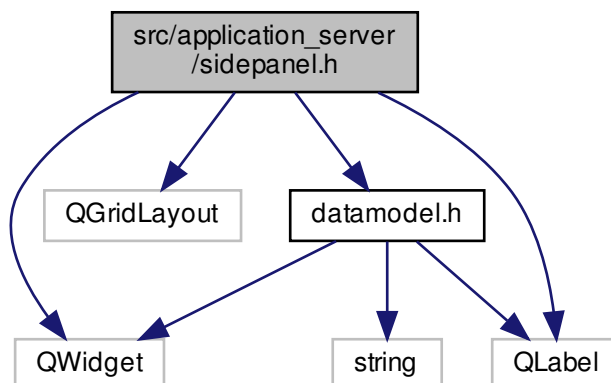 src/application_server
/sidepanel.h
QGridLayout
datamodel.h
QWidget
string
QLabel